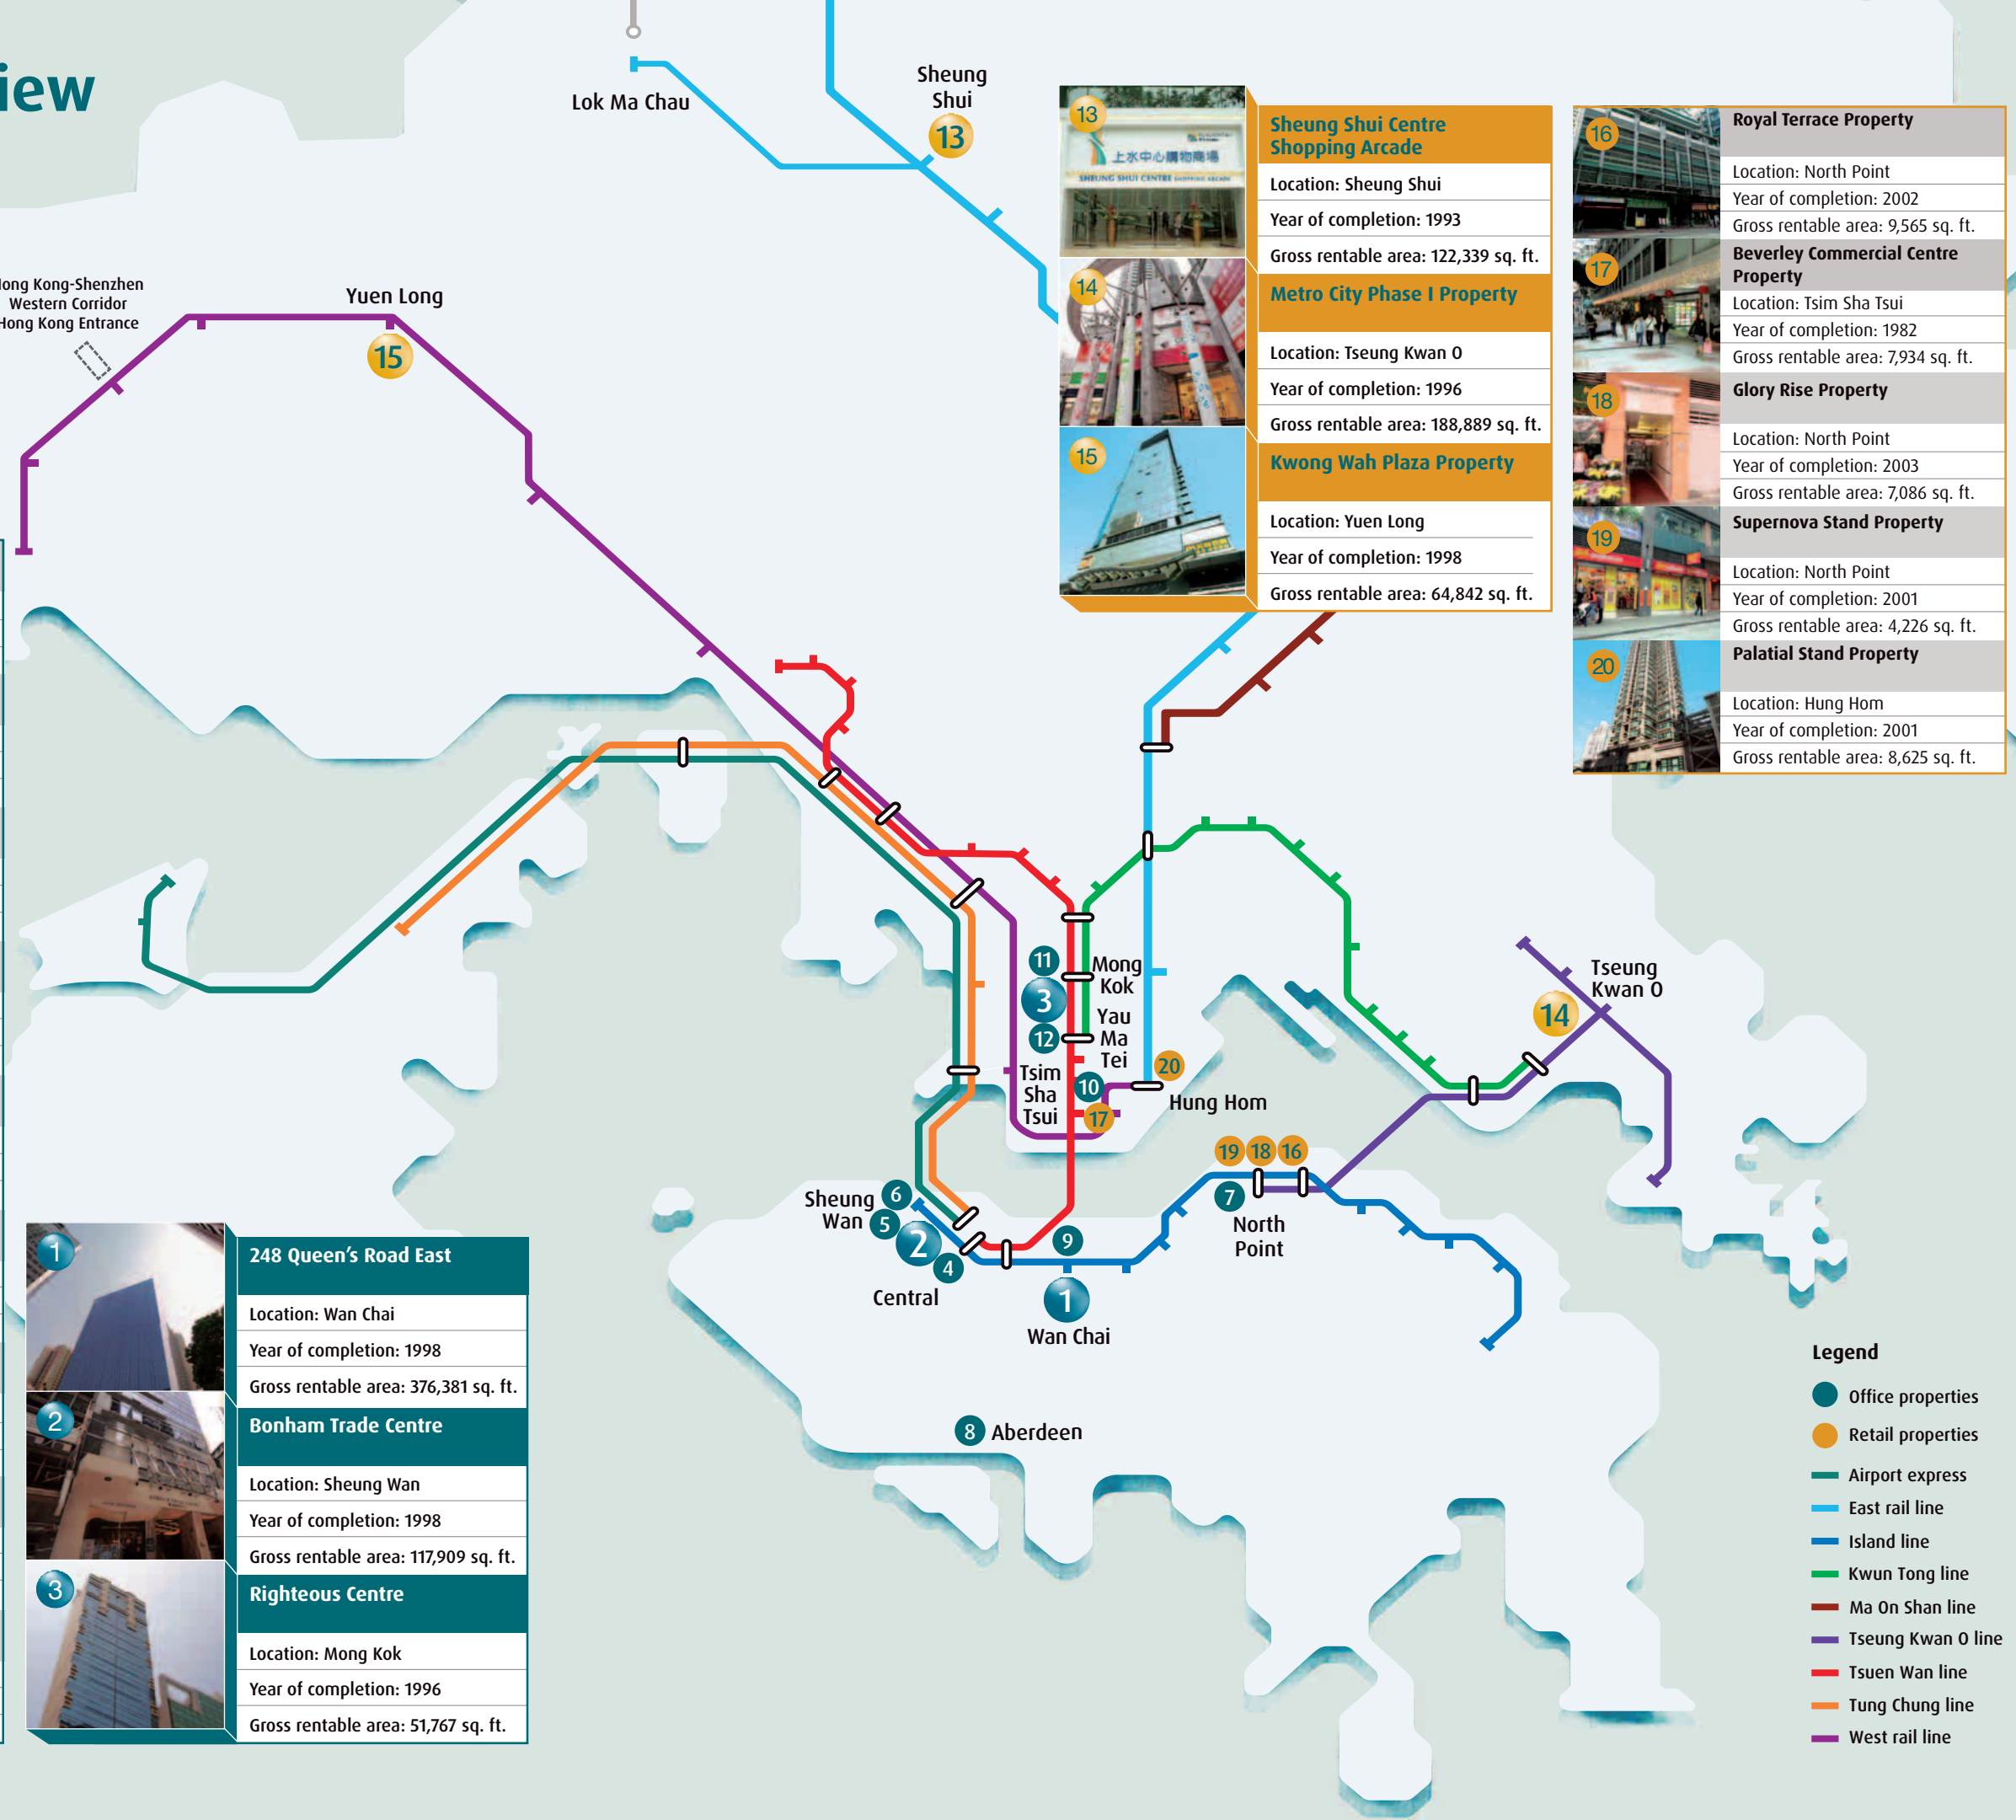 iew
Lok Ma Chau
Sheung
Shui
13
ong Kong-Shenzhen
Western Corridor
Hong Kong Entrance
Yuen Long
15
13
上水中心購物商場
SHEUNG SHUI CENTRE SHOPPING ARCADE
Sheung Shui Centre
Shopping Arcade
Location: Sheung Shui
Year of completion: 1993
Gross rentable area: 122,339 sq. ft.
14
Metro City Phase I Property
Location: Tseung Kwan O
Year of completion: 1996
Gross rentable area: 188,889 sq. ft.
15
Kwong Wah Plaza Property
Location: Yuen Long
Year of completion: 1998
Gross rentable area: 64,842 sq. ft.
16
Royal Terrace Property
Location: North Point
Year of completion: 2002
Gross rentable area: 9,565 sq. ft.
17
Beverley Commercial Centre
Property
Location: Tsim Sha Tsui
Year of completion: 1982
Gross rentable area: 7,934 sq. ft.
18
Glory Rise Property
Location: North Point
Year of completion: 2003
Gross rentable area: 7,086 sq. ft.
19
Supernova Stand Property
Location: North Point
Year of completion: 2001
Gross rentable area: 4,226 sq. ft.
20
Palatial Stand Property
Location: Hung Hom
Year of completion: 2001
Gross rentable area: 8,625 sq. ft.
11
Mong
Kok
3
Yau
Ma
Tei
12
Tsim
Sha
Tsui
10
17
20
Hung Hom
Tseung
Kwan O
14
19 18 16
7
North
Point
Sheung
Wan
6
5
2
4
Central
9
1
Wan Chai
8 Aberdeen
1
248 Queen's Road East
Location: Wan Chai
Year of completion: 1998
Gross rentable area: 376,381 sq. ft.
2
Bonham Trade Centre
Location: Sheung Wan
Year of completion: 1998
Gross rentable area: 117,909 sq. ft.
3
Righteous Centre
Location: Mong Kok
Year of completion: 1996
Gross rentable area: 51,767 sq. ft.
Legend
Office properties
Retail properties
Airport express
East rail line
Island line
Kwun Tong line
Ma On Shan line
Tseung Kwan O line
Tsuen Wan line
Tung Chung line
West rail line